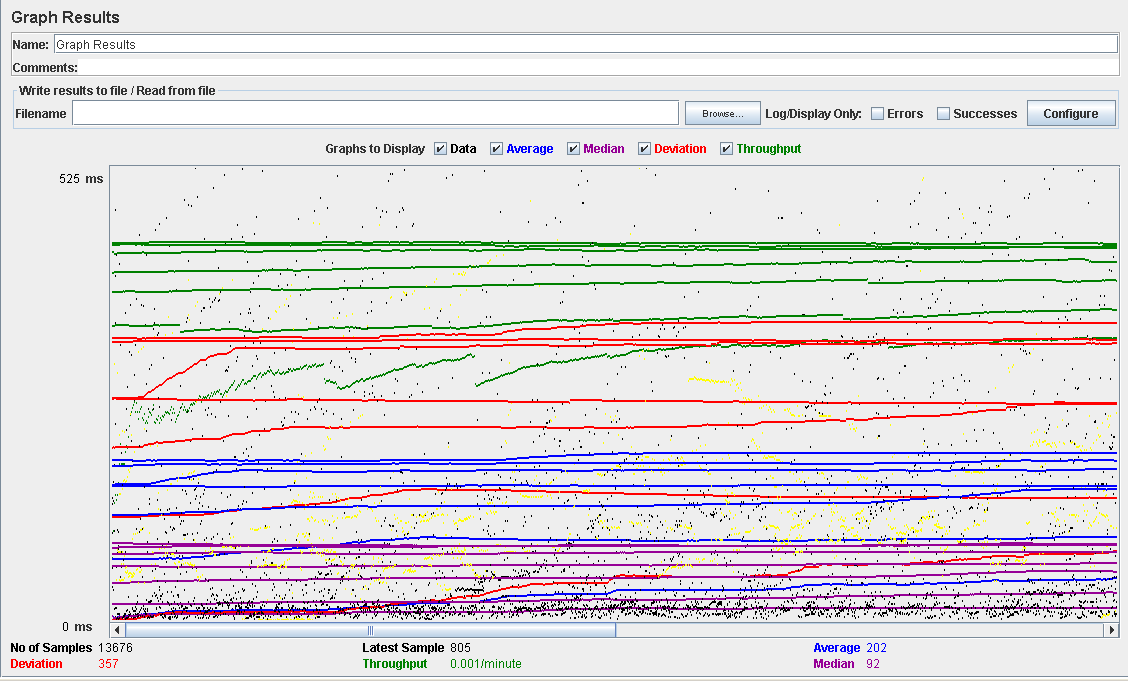 Graph Results
Name: Graph Results
Comments:
Write results to file / Read from file
Filename Browse... Log/Display Only: Errors Successes Configure
Graphs to Display Data Average Median Deviation Throughput
525 ms
0 ms
No of Samples 13676 Latest Sample 805 Average 202
Deviation 357 Throughput 0.001/minute Median 92